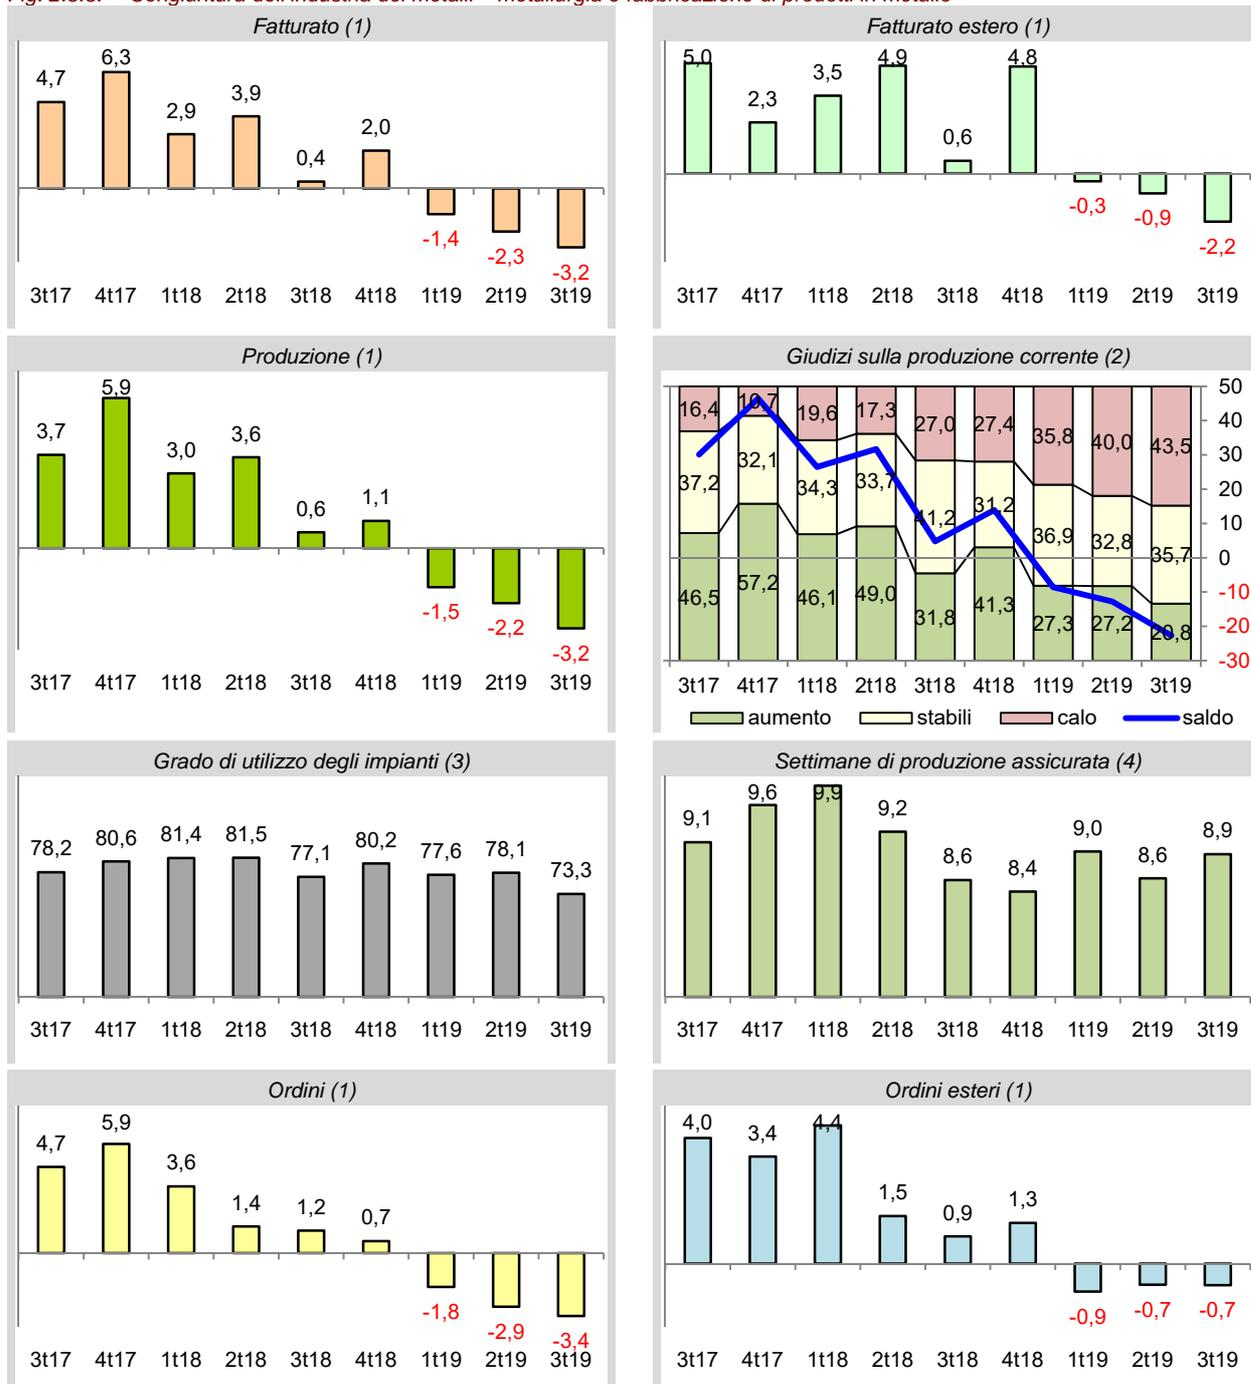 Fatturato (1)
4,7 6,3 2,9 3,9 0,4 2,0 -1,4 -2,3 -3,2
3t17 4t17 1t18 2t18 3t18 4t18 1t19 2t19 3t19
Fatturato estero (1)
5,0 2,3 3,5 4,9 0,6 4,8 -0,3 -0,9 -2,2
3t17 4t17 1t18 2t18 3t18 4t18 1t19 2t19 3t19
Produzione (1)
3,7 5,9 3,0 3,6 0,6 1,1 -1,5 -2,2 -3,2
3t17 4t17 1t18 2t18 3t18 4t18 1t19 2t19 3t19
Giudizi sulla produzione corrente (2)
16,4 10,7 19,6 17,3 27,0 27,4 35,8 40,0 43,5
37,2 32,1 34,3 33,7 41,2 31,2 36,9 32,8 35,7
46,5 57,2 46,1 49,0 31,8 41,3 27,3 27,2 20,8
50
40
30
20
10
0
-10
-20
-30
3t17 4t17 1t18 2t18 3t18 4t18 1t19 2t19 3t19
aumento stabili calo saldo
Grado di utilizzo degli impianti (3)
78,2 80,6 81,4 81,5 77,1 80,2 77,6 78,1 73,3
3t17 4t17 1t18 2t18 3t18 4t18 1t19 2t19 3t19
Settimane di produzione assicurata (4)
9,1 9,6 9,9 9,2 8,6 8,4 9,0 8,6 8,9
3t17 4t17 1t18 2t18 3t18 4t18 1t19 2t19 3t19
Ordini (1)
4,7 5,9 3,6 1,4 1,2 0,7 -1,8 -2,9 -3,4
3t17 4t17 1t18 2t18 3t18 4t18 1t19 2t19 3t19
Ordini esteri (1)
4,0 3,4 4,4 1,5 0,9 1,3 -0,9 -0,7 -0,7
3t17 4t17 1t18 2t18 3t18 4t18 1t19 2t19 3t19